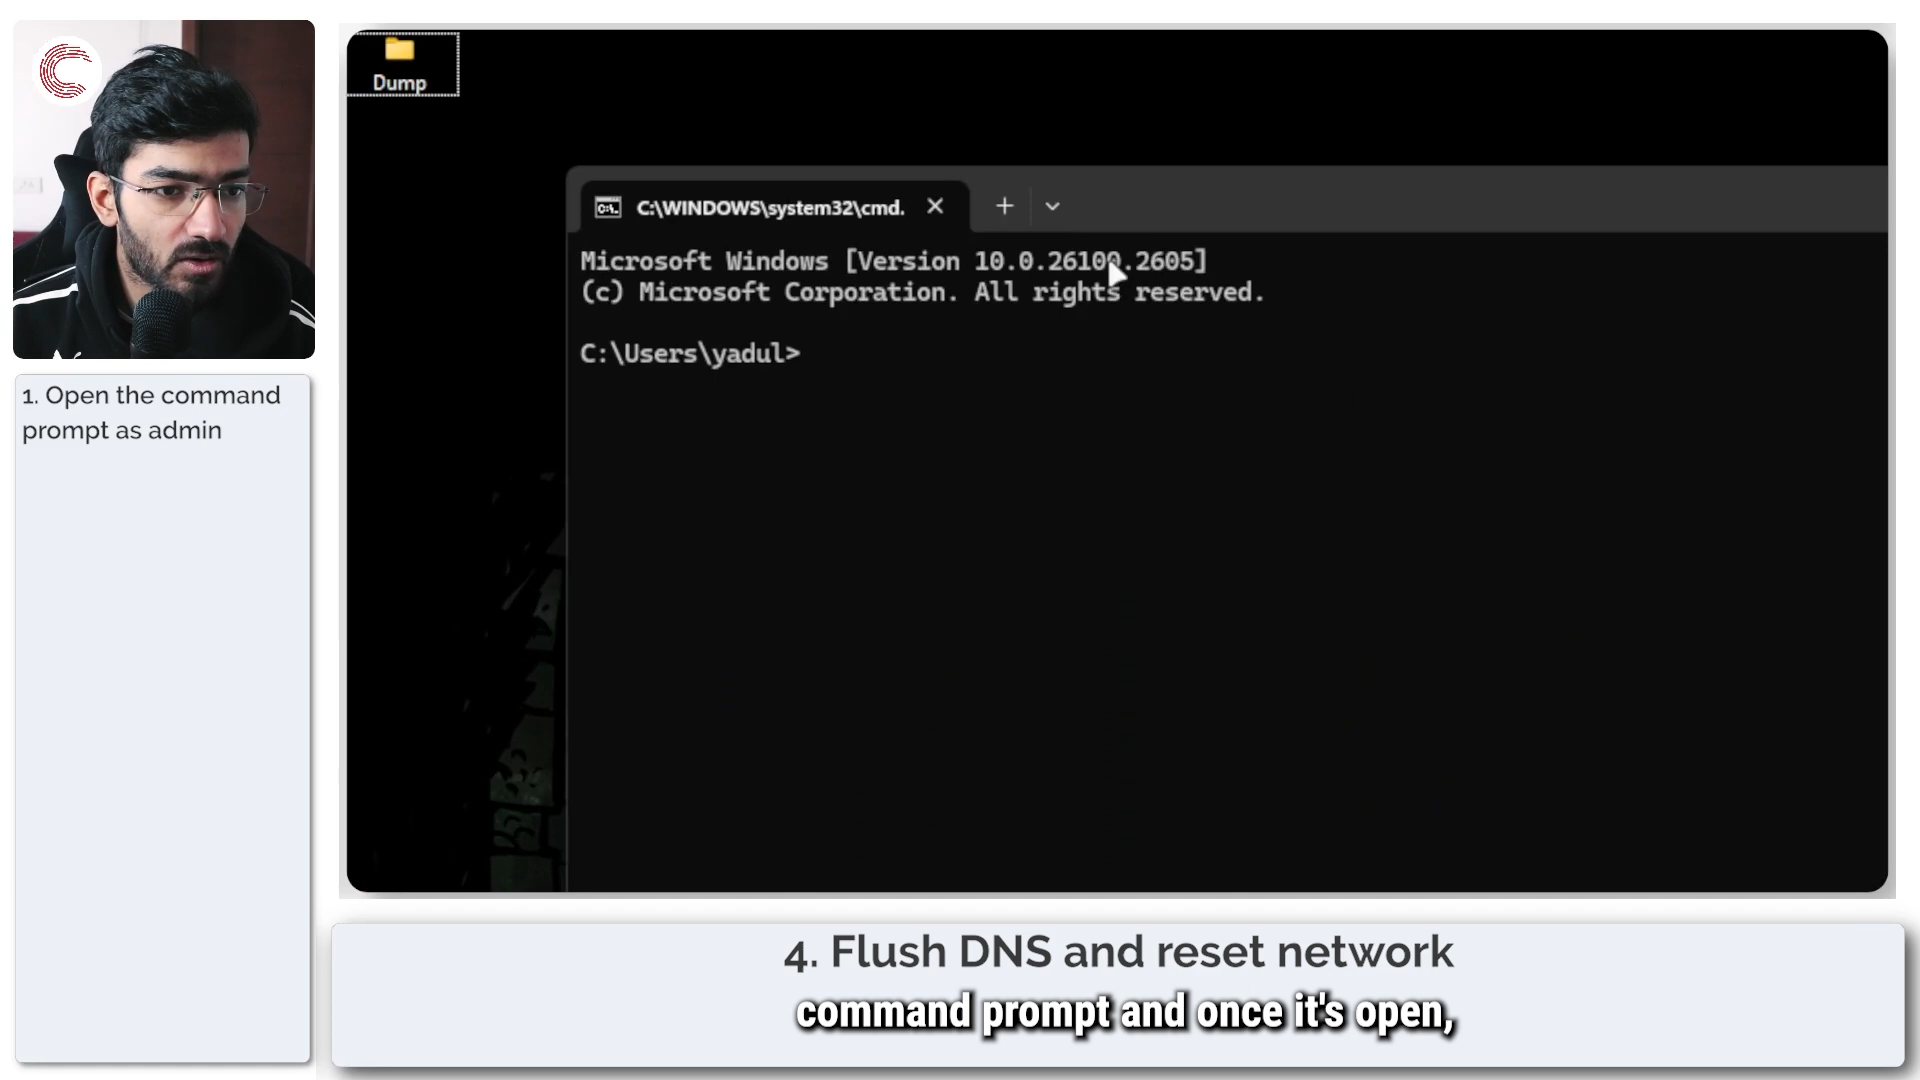 Dump
C:\WINDOWS\system32\cmd.
Microsoft Windows [Version 10.0.26100.2605]
(c) Microsoft Corporation. All rights reserved.
C:\Users\yadul>
1. Open the command
prompt as admin
4. Flush DNS and reset network
command prompt and once it's open,